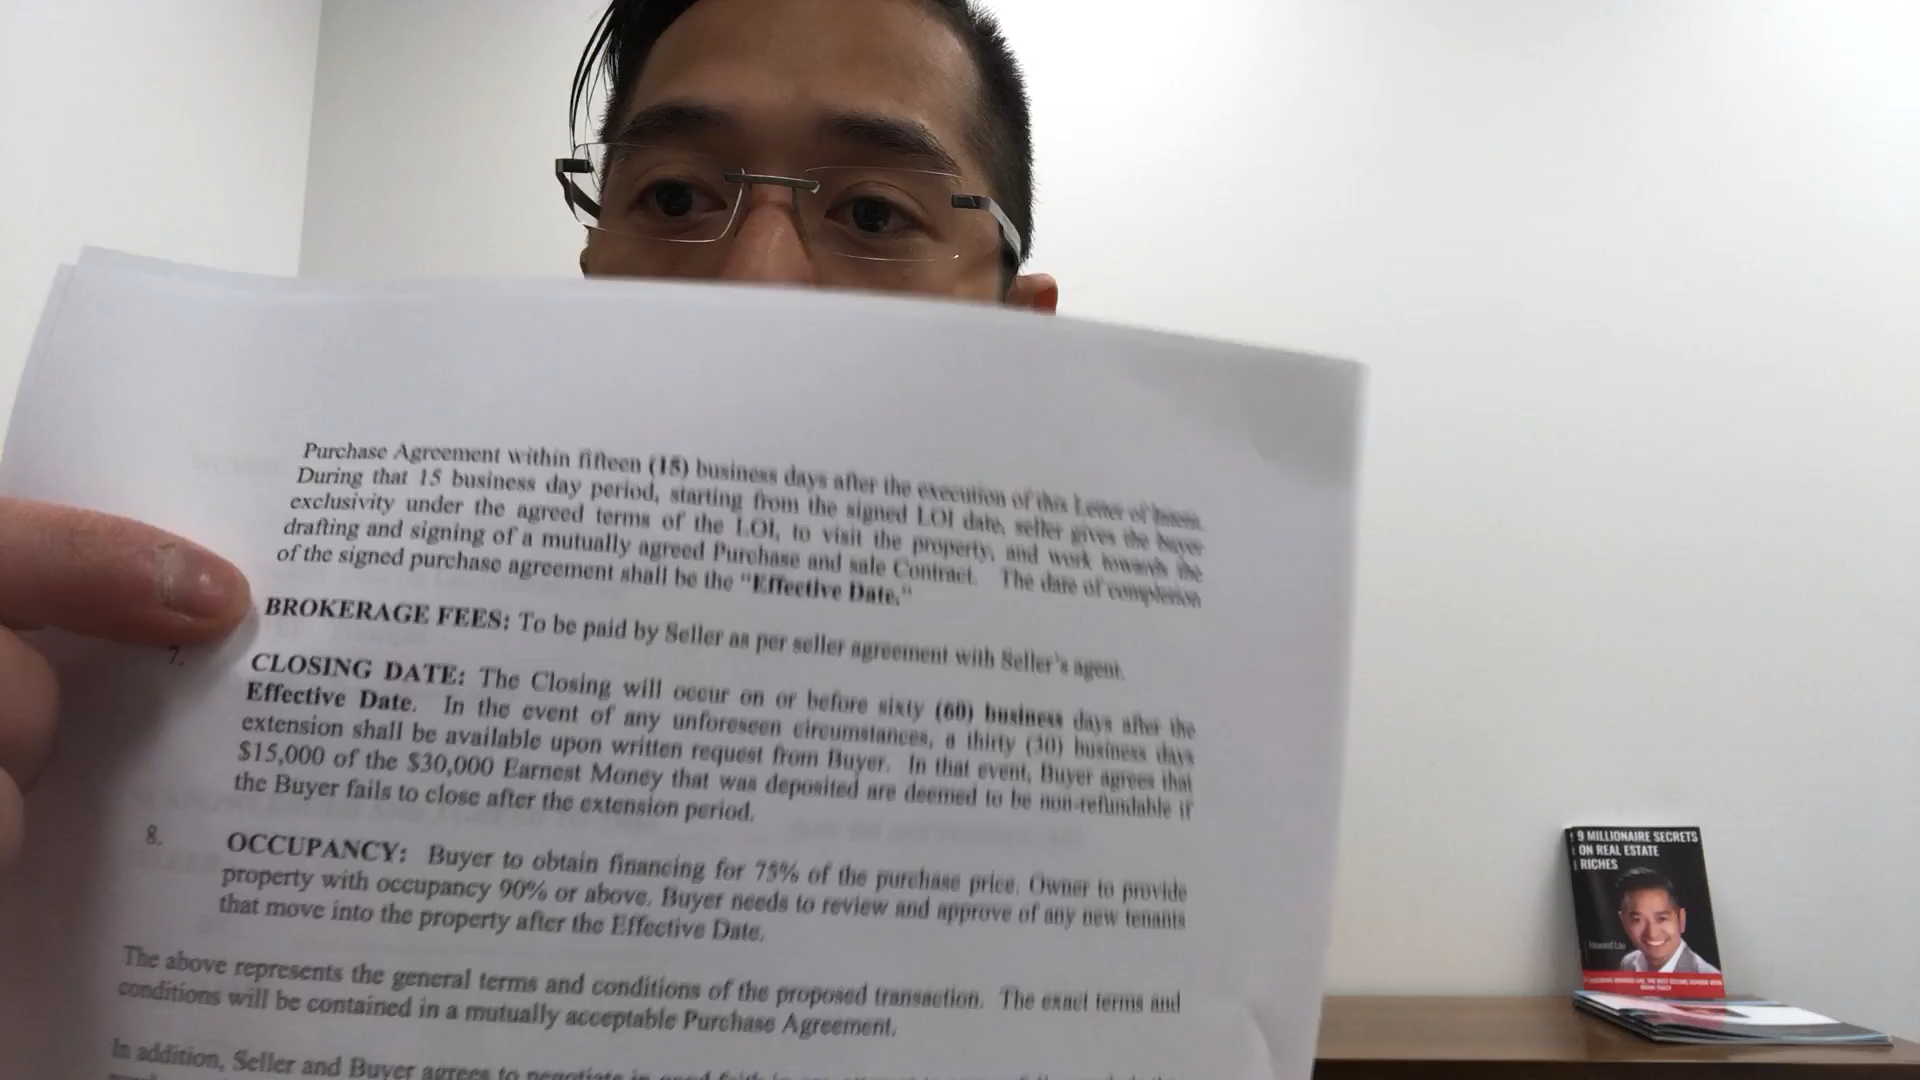 Purchase Agreement within fifteen (15) business days after the execution of this Letter of Intent.
During that 15 business day period, starting from the signed LOI date, seller gives the buyer
exclusivity under the agreed terms of the LOI, to visit the property, and work towards the
drafting and signing of a mutually agreed Purchase and sale Contract. The date of completion
of the signed purchase agreement shall be the "Effective Date."
BROKERAGE FEES: To be paid by Seller as per seller agreement with Seller's agent.
7. CLOSING DATE: The Closing will occur on or before sixty (60) business days after the
Effective Date. In the event of any unforeseen circumstances, a thirty (30) business days
extension shall be available upon written request from Buyer. In that event, Buyer agrees that
$15,000 of the $30,000 Earnest Money that was deposited are deemed to be non-refundable if
the Buyer fails to close after the extension period.
8. OCCUPANCY: Buyer to obtain financing for 75% of the purchase price. Owner to provide
property with occupancy 90% or above. Buyer needs to review and approve of any new tenants
that move into the property after the Effective Date.
The above represents the general terms and conditions of the proposed transaction. The exact terms and
conditions will be contained in a mutually acceptable Purchase Agreement.
In addition, Seller and Buyer agrees to negotiate in good faith
9 MILLIONAIRE SECRETS
ON REAL ESTATE
RICHES